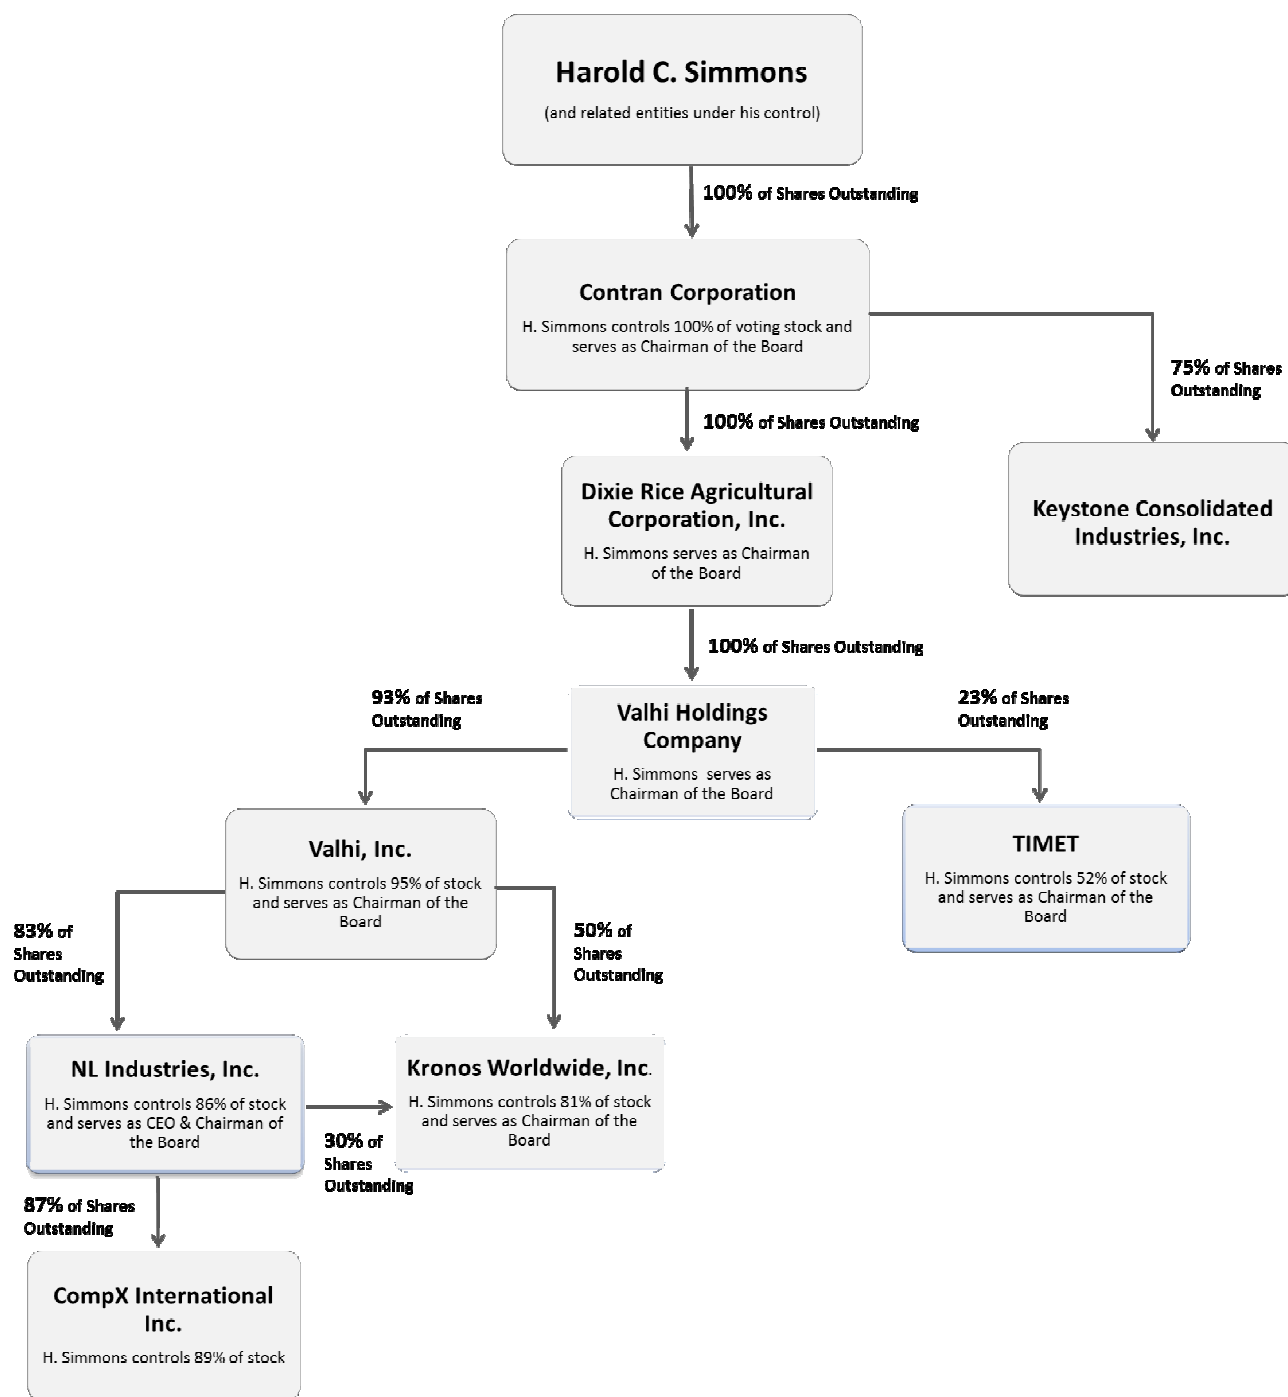 Harold C. Simmons
(and related entities under his control)
100% of Shares Outstanding
Contran Corporation
H. Simmons controls 100% of voting stock and
serves as Chairman of the Board
75% of Shares
Outstanding
100% of Shares Outstanding
Dixie Rice Agricultural
Corporation, Inc.
H. Simmons serves as Chairman
of the Board
Keystone Consolidated
Industries, Inc.
100% of Shares Outstanding
93% of Shares
Outstanding
Valhi Holdings
Company
H. Simmons serves as
Chairman of the Board
23% of Shares
Outstanding
Valhi, Inc.
H. Simmons controls 95% of stock
and serves as Chairman of the
Board
TIMET
H. Simmons controls 52% of stock
and serves as Chairman of the
Board
83% of
Shares
Outstanding
50% of
Shares
Outstanding
NL Industries, Inc.
H. Simmons controls 86% of stock
and serves as CEO & Chairman of
the Board
Kronos Worldwide, Inc.
H. Simmons controls 81% of stock
and serves as Chairman of the
Board
30% of
Shares
Outstanding
87% of Shares
Outstanding
CompX International
Inc.
H. Simmons controls 89% of stock